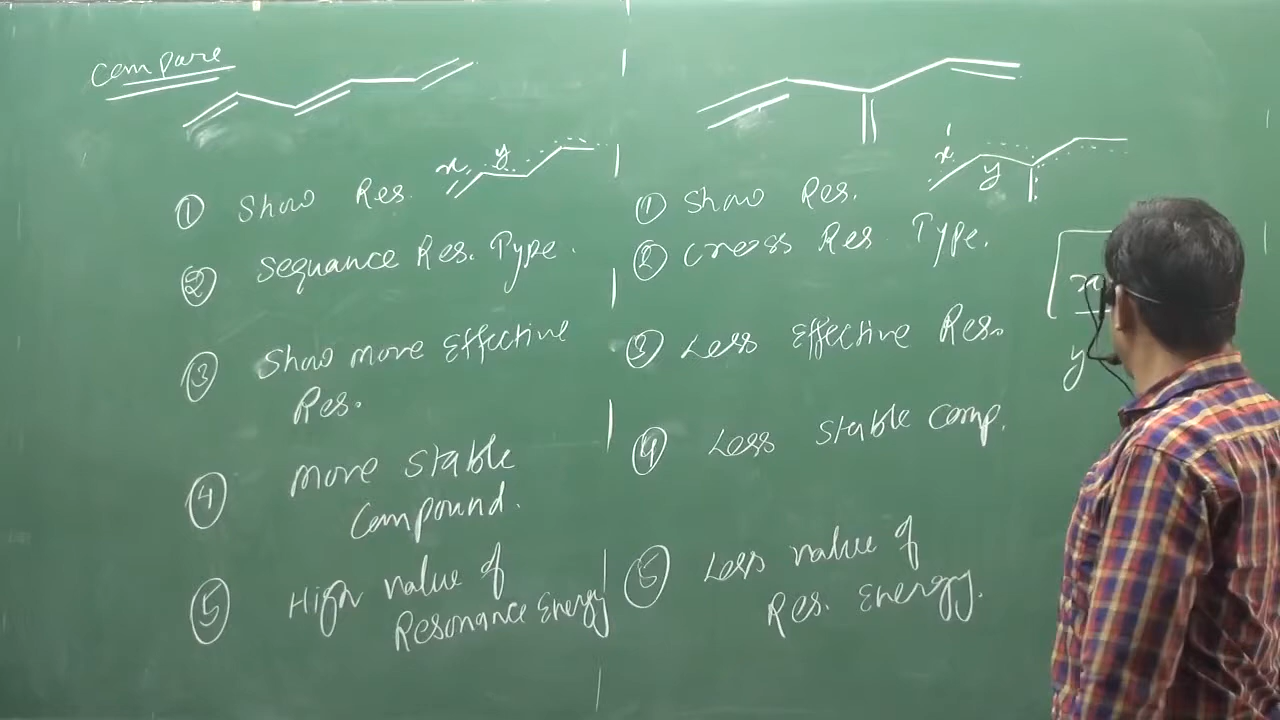 Compare
x y
① Show Res.
② Sequance Res. Type.
③ Show more Effective
Res.
④ more stable
Compound.
⑤ High value of
Resonance Energy
x' y
① Show Res.
② Cross Res Type.
③ Less Effective Res.
④ Less stable comp.
⑤ Less value of
Res. Energy.
x
y